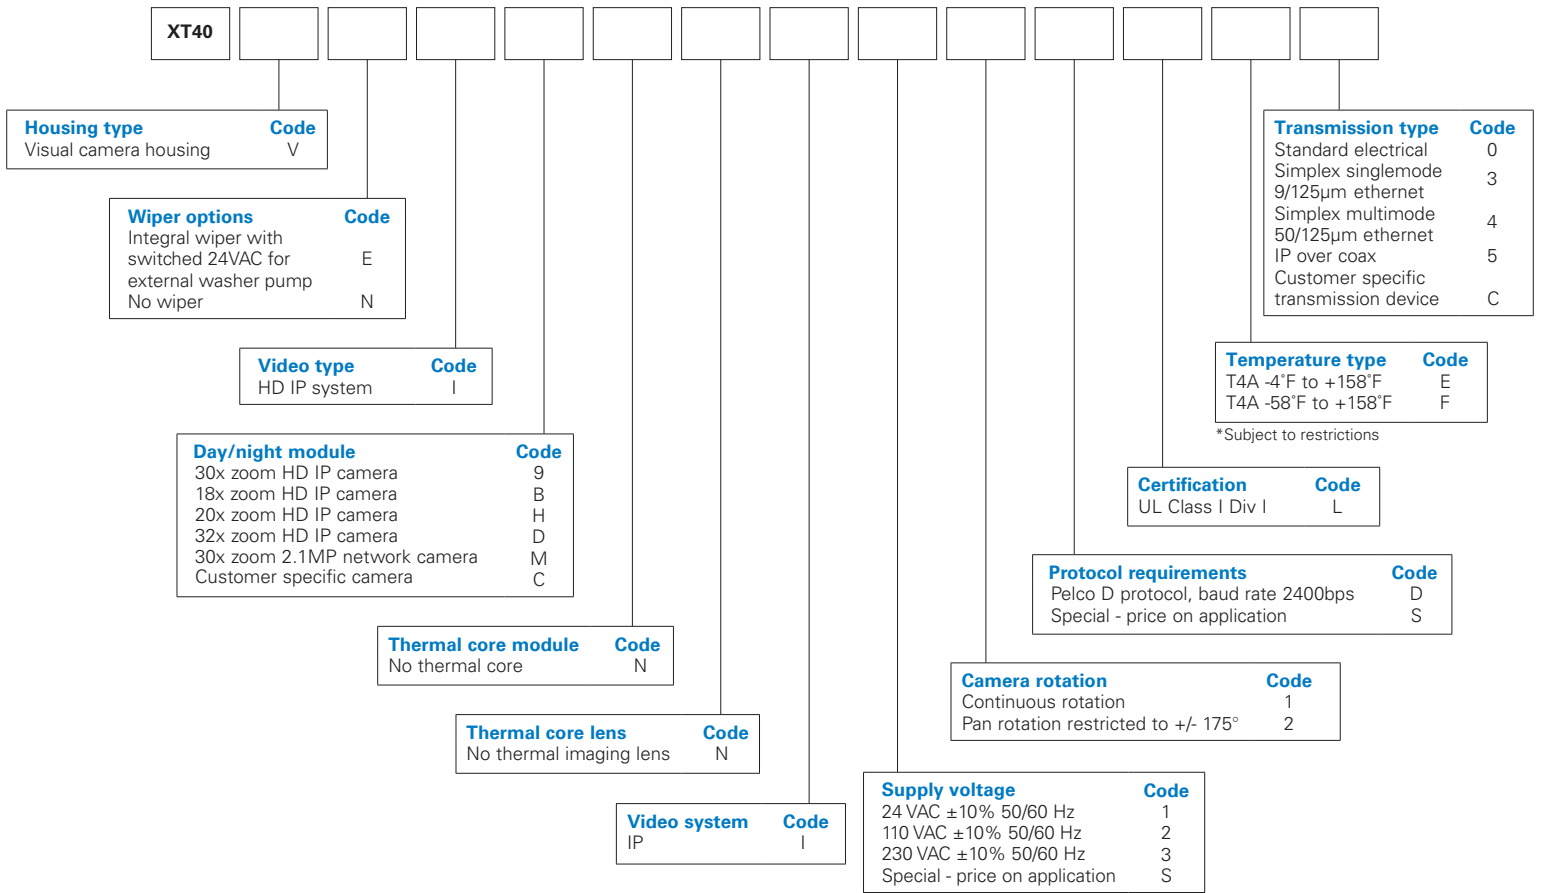 XT40
Housing type Code
Visual camera housing V
Wiper options Code
Integral wiper with
switched 24VAC for E
external washer pump
No wiper N
Video type Code
HD IP system I
Day/night module Code
30x zoom HD IP camera 9
18x zoom HD IP camera B
20x zoom HD IP camera H
32x zoom HD IP camera D
30x zoom 2.1MP network camera M
Customer specific camera C
Thermal core module Code
No thermal core N
Thermal core lens Code
No thermal imaging lens N
Video system Code
IP I
Supply voltage Code
24 VAC ±10% 50/60 Hz 1
110 VAC ±10% 50/60 Hz 2
230 VAC ±10% 50/60 Hz 3
Special - price on application S
Camera rotation Code
Continuous rotation 1
Pan rotation restricted to +/- 175° 2
Protocol requirements Code
Pelco D protocol, baud rate 2400bps D
Special - price on application S
Certification Code
UL Class I Div I L
Temperature type Code
T4A -4˚F to +158˚F E
T4A -58˚F to +158˚F F
*Subject to restrictions
Transmission type Code
Standard electrical 0
Simplex singlemode
9/125µm ethernet 3
Simplex multimode
50/125µm ethernet 4
IP over coax 5
Customer specific
transmission device C